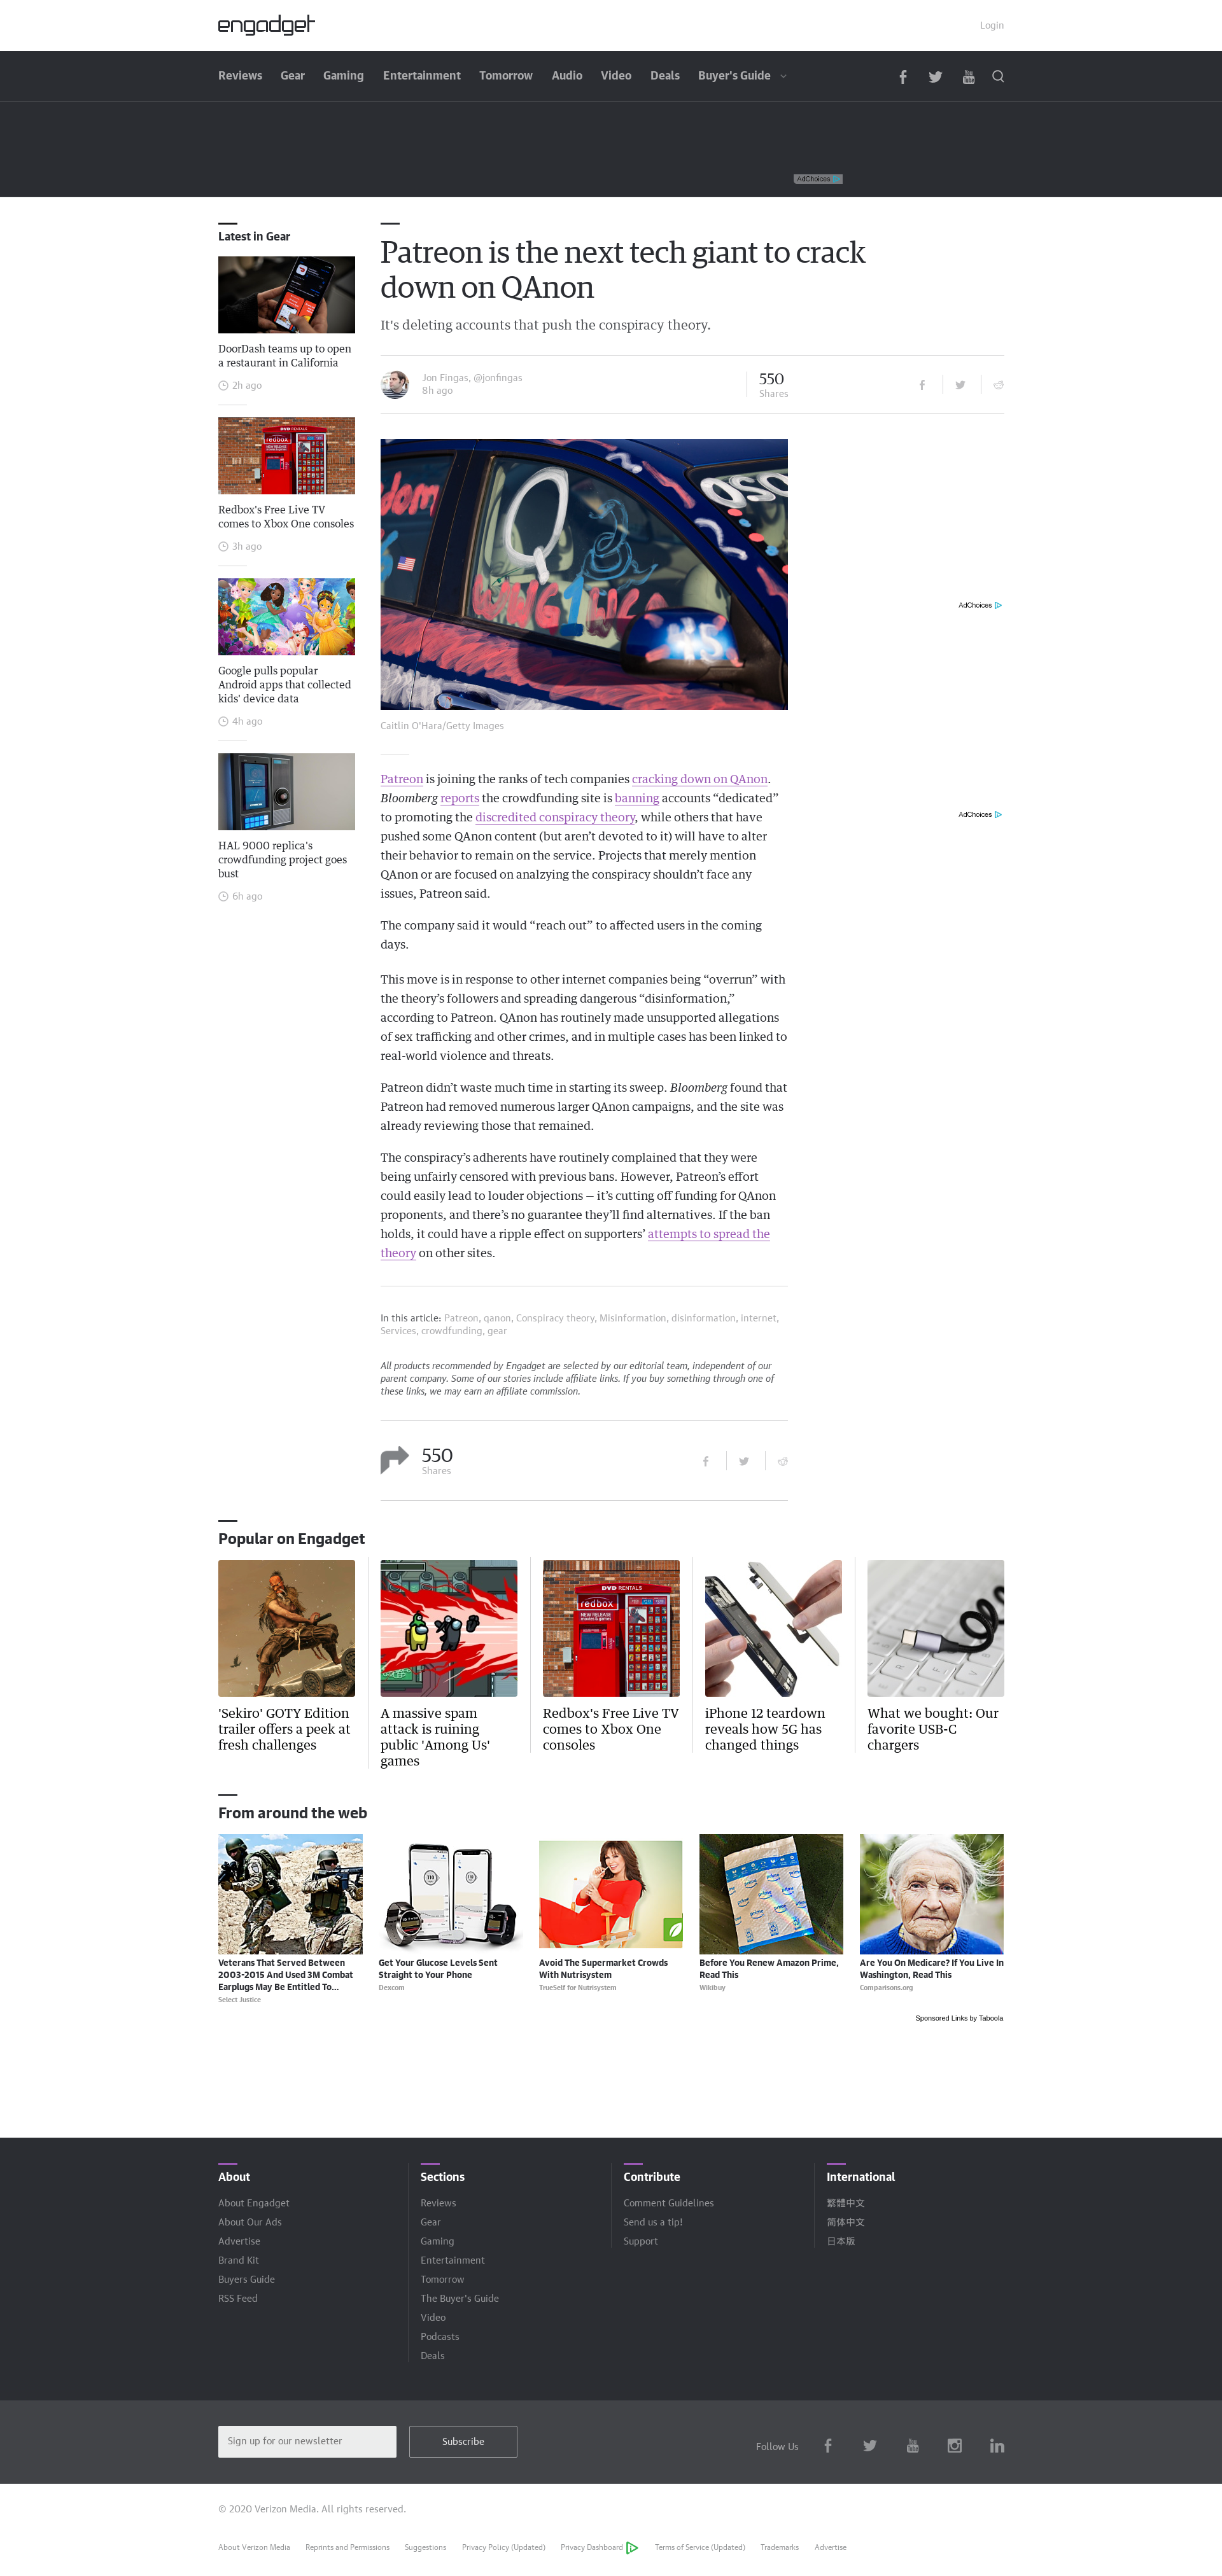 engadget
Login
Reviews Gear Gaming Entertainment Tomorrow Audio Video Deals Buyer's Guide
AdChoices
Latest in Gear
DoorDash teams up to open
a restaurant in California
2h ago
Redbox's Free Live TV
comes to Xbox One consoles
3h ago
Google pulls popular
Android apps that collected
kids' device data
4h ago
HAL 9000 replica's
crowdfunding project goes
bust
6h ago
Patreon is the next tech giant to crack
down on QAnon
It's deleting accounts that push the conspiracy theory.
Jon Fingas, @jonfingas
8h ago
550
Shares
Caitlin O'Hara/Getty Images
AdChoices
AdChoices
Patreon is joining the ranks of tech companies cracking down on QAnon.
Bloomberg reports the crowdfunding site is banning accounts “dedicated”
to promoting the discredited conspiracy theory, while others that have
pushed some QAnon content (but aren’t devoted to it) will have to alter
their behavior to remain on the service. Projects that merely mention
QAnon or are focused on analzying the conspiracy shouldn’t face any
issues, Patreon said.
The company said it would “reach out” to affected users in the coming
days.
This move is in response to other internet companies being “overrun” with
the theory’s followers and spreading dangerous “disinformation,”
according to Patreon. QAnon has routinely made unsupported allegations
of sex trafficking and other crimes, and in multiple cases has been linked to
real-world violence and threats.
Patreon didn’t waste much time in starting its sweep. Bloomberg found that
Patreon had removed numerous larger QAnon campaigns, and the site was
already reviewing those that remained.
The conspiracy’s adherents have routinely complained that they were
being unfairly censored with previous bans. However, Patreon’s effort
could easily lead to louder objections — it’s cutting off funding for QAnon
proponents, and there’s no guarantee they’ll find alternatives. If the ban
holds, it could have a ripple effect on supporters’ attempts to spread the
theory on other sites.
In this article: Patreon, qanon, Conspiracy theory, Misinformation, disinformation, internet,
Services, crowdfunding, gear
All products recommended by Engadget are selected by our editorial team, independent of our
parent company. Some of our stories include affiliate links. If you buy something through one of
these links, we may earn an affiliate commission.
550
Shares
Popular on Engadget
DVD RENTALS
redbox
'Sekiro' GOTY Edition
trailer offers a peek at
fresh challenges
A massive spam
attack is ruining
public 'Among Us'
games
Redbox's Free Live TV
comes to Xbox One
consoles
iPhone 12 teardown
reveals how 5G has
changed things
What we bought: Our
favorite USB-C
chargers
From around the web
Veterans That Served Between
2003-2015 And Used 3M Combat
Earplugs May Be Entitled To...
Select Justice
Get Your Glucose Levels Sent
Straight to Your Phone
Dexcom
Avoid The Supermarket Crowds
With Nutrisystem
TrueSelf for Nutrisystem
Before You Renew Amazon Prime,
Read This
Wikibuy
Are You On Medicare? If You Live In
Washington, Read This
Comparisons.org
Sponsored Links by Taboola
About
About Engadget
About Our Ads
Advertise
Brand Kit
Buyers Guide
RSS Feed
Sections
Reviews
Gear
Gaming
Entertainment
Tomorrow
The Buyer's Guide
Video
Podcasts
Deals
Contribute
Comment Guidelines
Send us a tip!
Support
International
繁體中文
简体中文
日本版
Sign up for our newsletter
Subscribe
Follow Us
© 2020 Verizon Media. All rights reserved.
About Verizon Media Reprints and Permissions Suggestions Privacy Policy (Updated) Privacy Dashboard Terms of Service (Updated) Trademarks Advertise